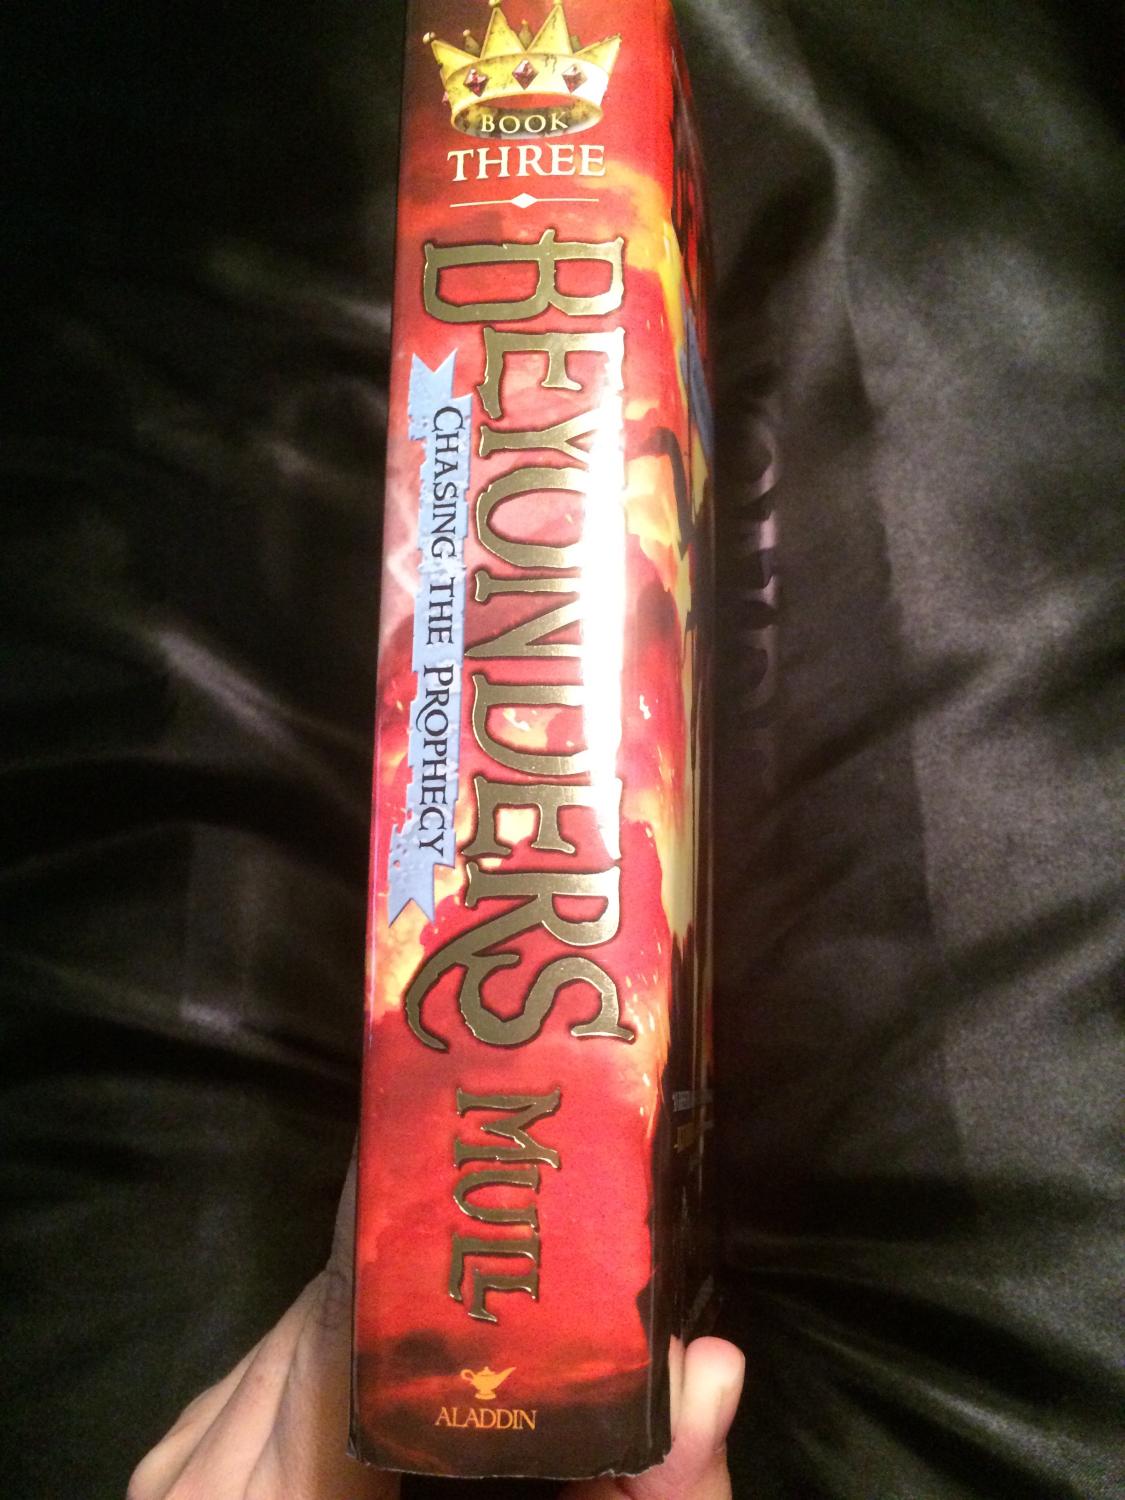 BOOK
THREE
BEYONDERS
CHASING THE PROPHECY
MULL
ALADDIN